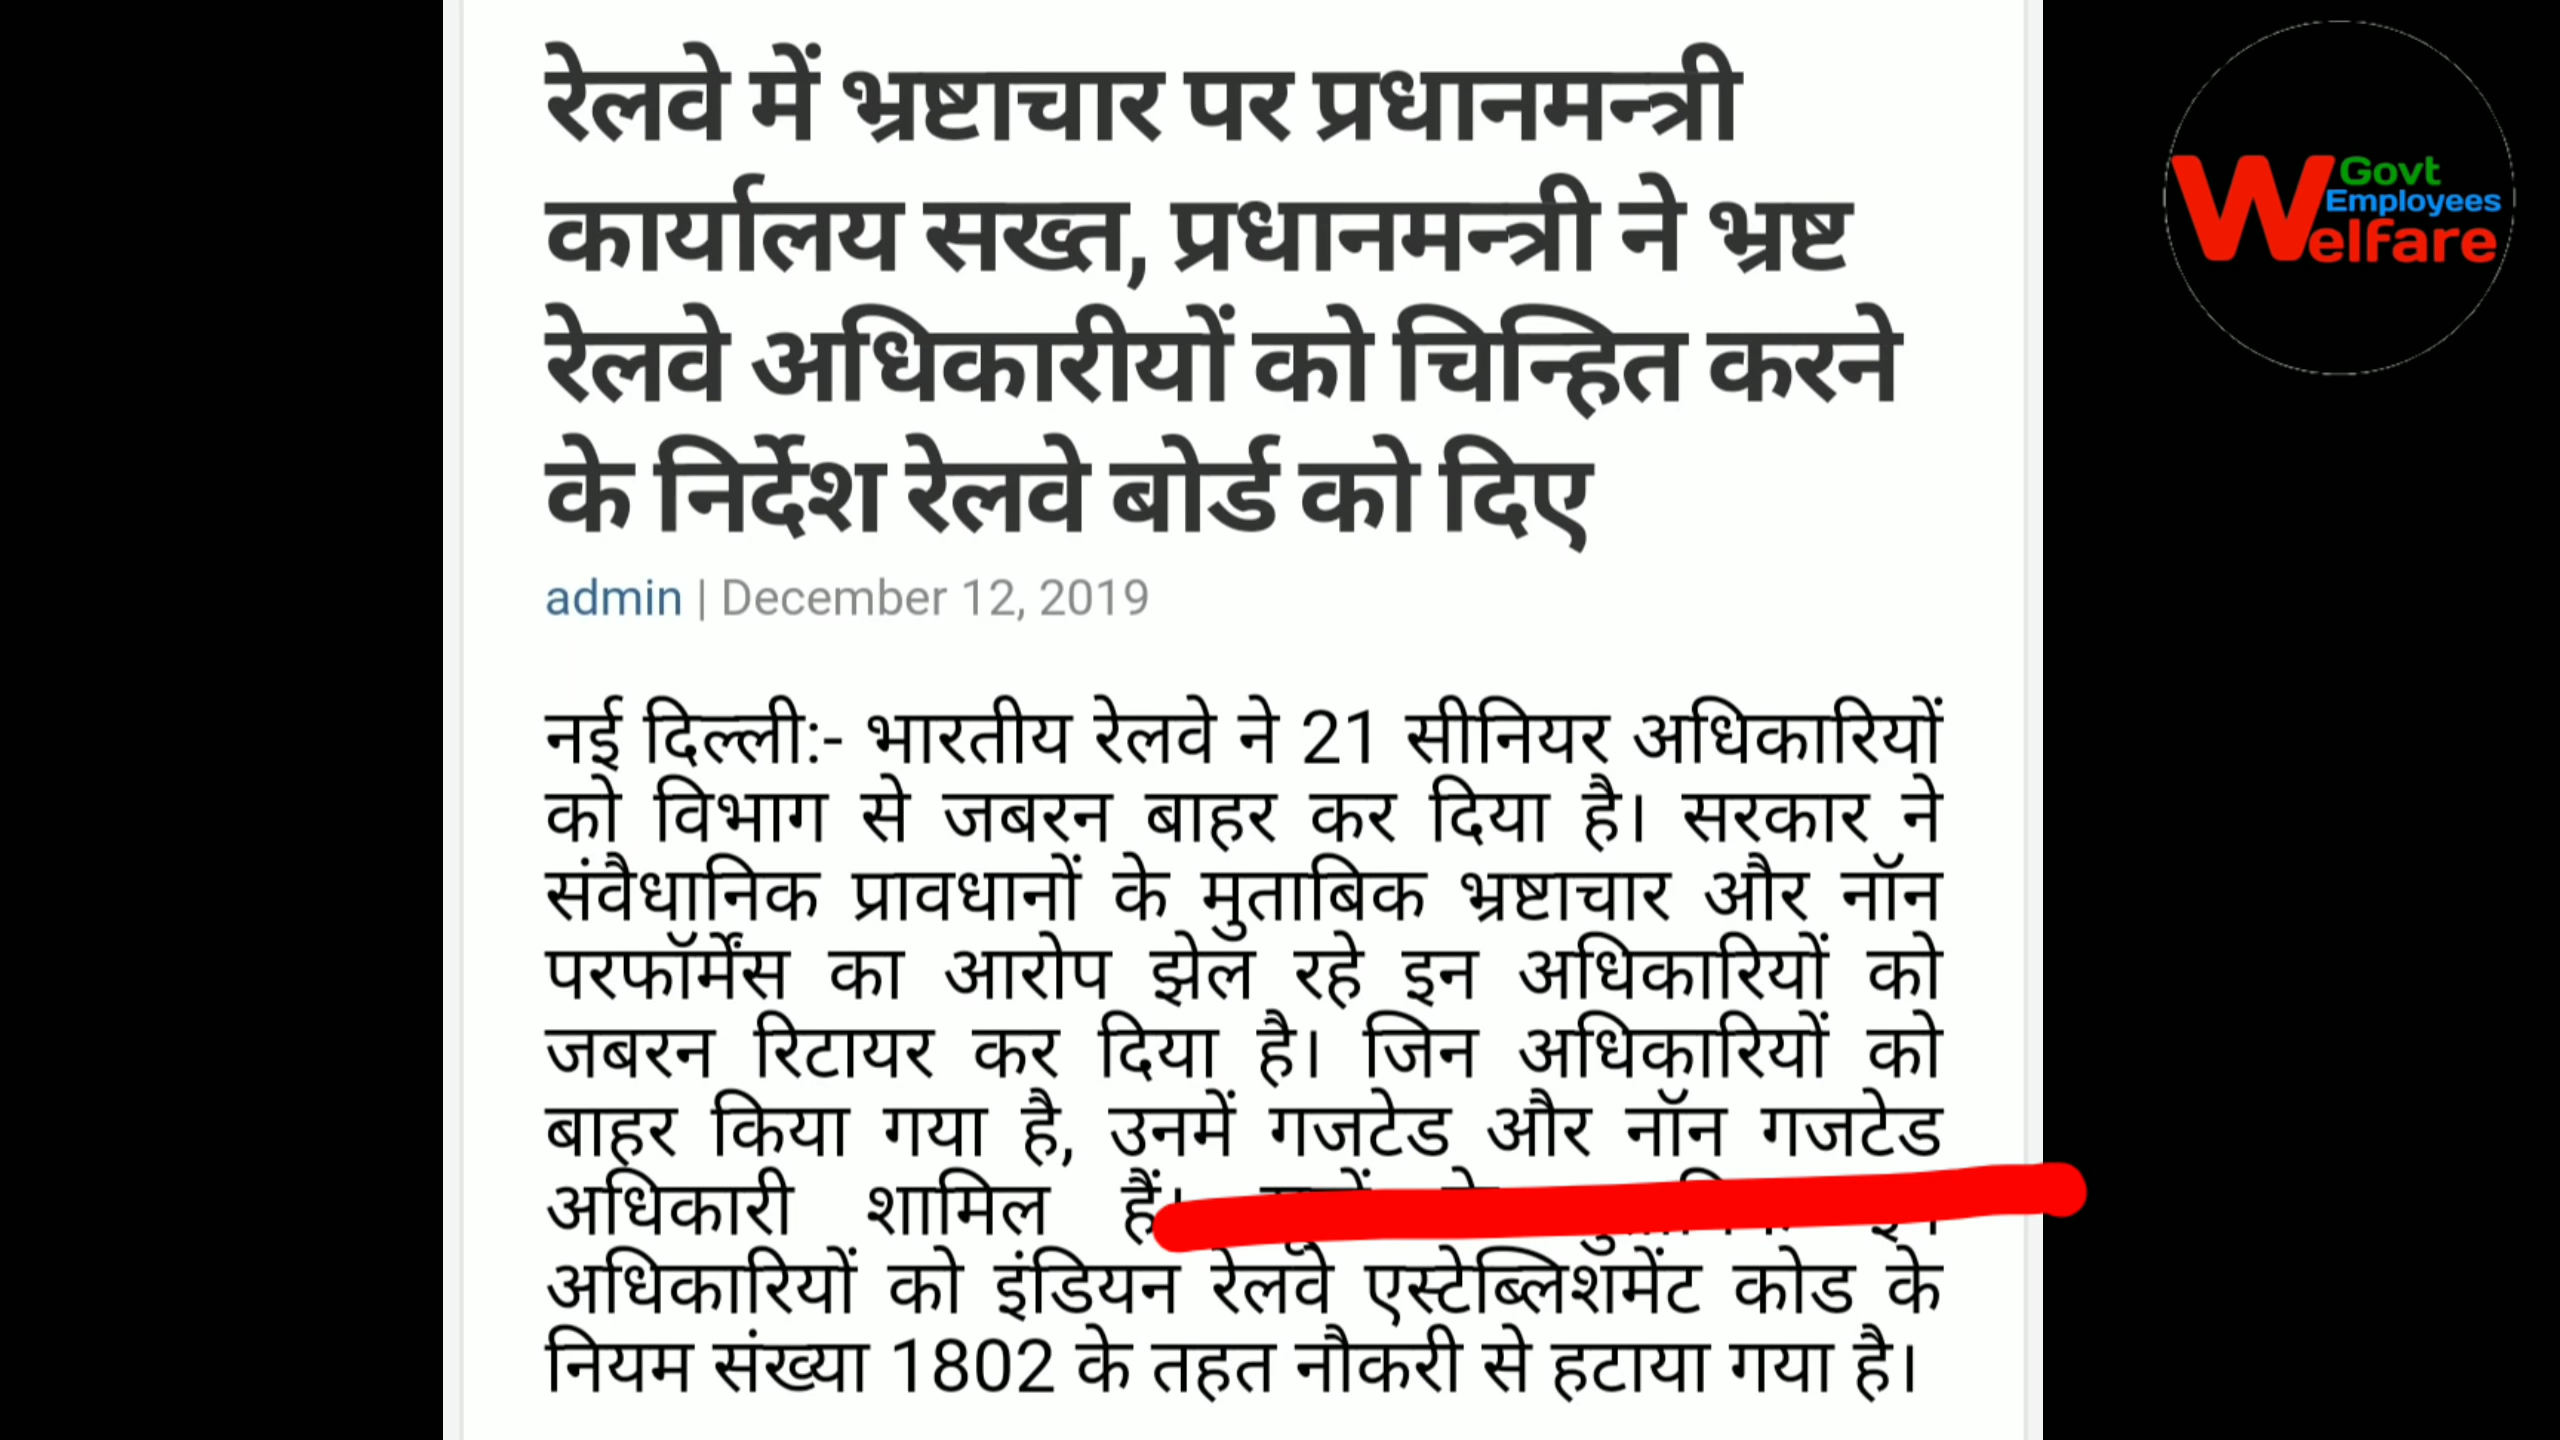 रेलवे में भ्रष्टाचार पर प्रधानमन्त्री
कार्यालय सख्त, प्रधानमन्त्री ने भ्रष्ट
रेलवे अधिकारीयों को चिन्हित करने
के निर्देश रेलवे बोर्ड को दिए
admin | December 12, 2019
नई दिल्ली:- भारतीय रेलवे ने 21 सीनियर अधिकारियों
को विभाग से जबरन बाहर कर दिया है। सरकार ने
संवैधानिक प्रावधानों के मुताबिक भ्रष्टाचार और नॉन
परफॉर्मेंस का आरोप झेल रहे इन अधिकारियों को
जबरन रिटायर कर दिया है। जिन अधिकारियों को
बाहर किया गया है, उनमें गजटेड और नॉन गजटेड
अधिकारी शामिल हैं।
अधिकारियों को इंडियन रेलवे एस्टेब्लिशमेंट कोड के
नियम संख्या 1802 के तहत नौकरी से हटाया गया है।
Govt
Employees
Welfare